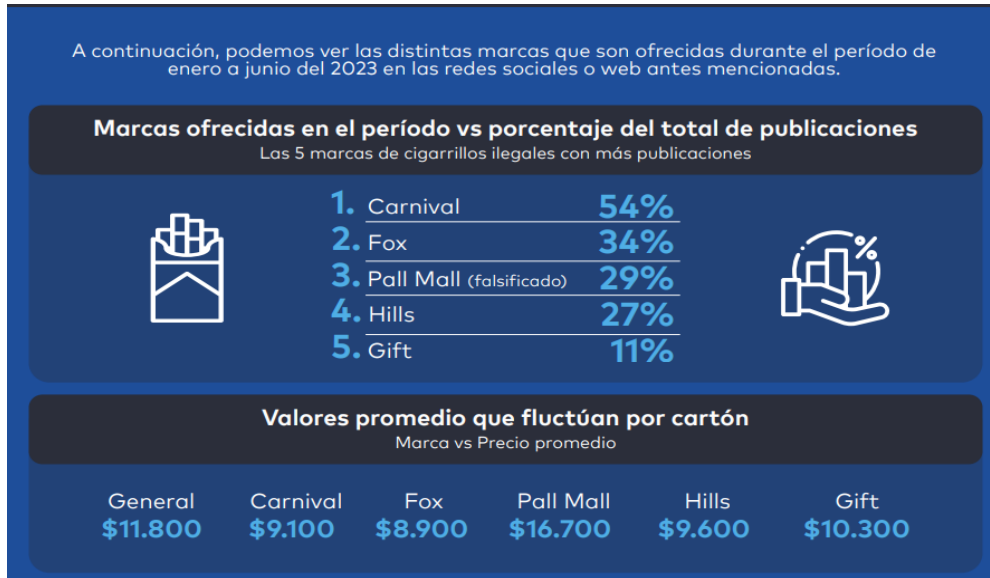 A continuación, podemos ver las distintas marcas que son ofrecidas durante el período de
enero a junio del 2023 en las redes sociales o web antes mencionadas.
Marcas ofrecidas en el período vs porcentaje del total de publicaciones
Las 5 marcas de cigarrillos ilegales con más publicaciones
1. Carnival 54%
2. Fox 34%
3. Pall Mall (falsificado) 29%
4. Hills 27%
5. Gift 11%
%
Valores promedio que fluctúan por cartón
Marca vs Precio promedio
General Carnival Fox Pall Mall Hills Gift
$11.800 $9.100 $8.900 $16.700 $9.600 $10.300